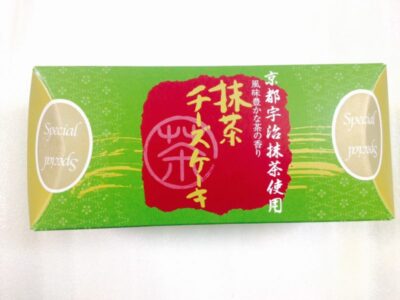 京都宇治抹茶使用
風味豊かな茶の香り
抹茶
チーズケーキ
茶
Special
Special
Special
Special